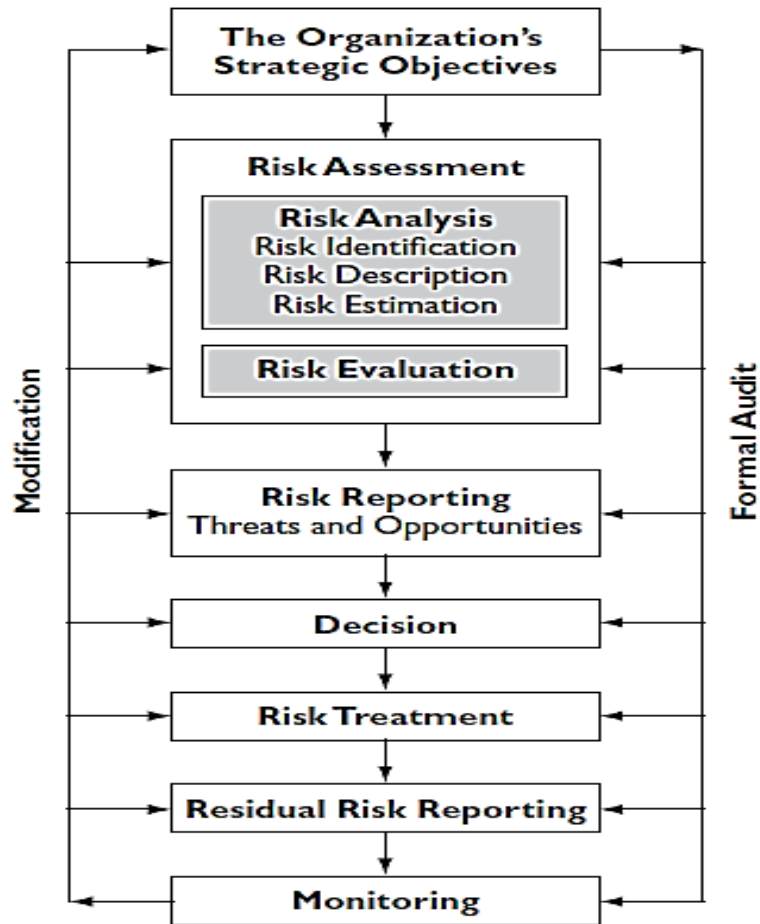 The Organization's
Strategic Objectives
Risk Assessment
Risk Analysis
Risk Identification
Risk Description
Risk Estimation
Risk Evaluation
Modification
Formal Audit
Risk Reporting
Threats and Opportunities
Decision
Risk Treatment
Residual Risk Reporting
Monitoring